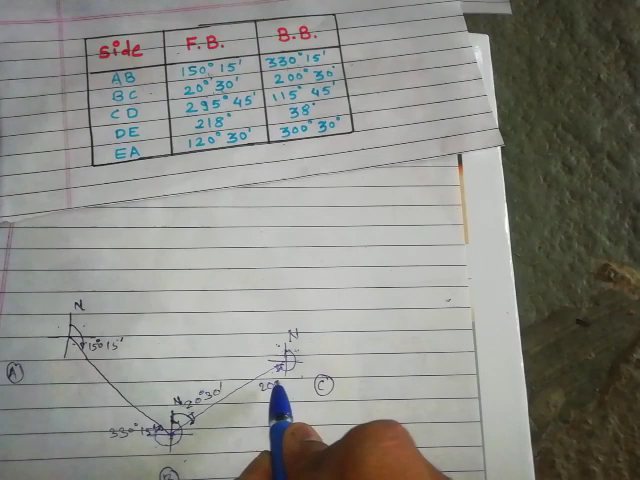 Side F.B. B.B.
AB 150° 15' 330° 15'
BC 20° 30' 200° 30'
CD 295° 45' 115° 45'
DE 218° 38°
EA 120° 30' 300° 30'
N
N
150 15'
A
20°30'
N
20
C
330°15
B